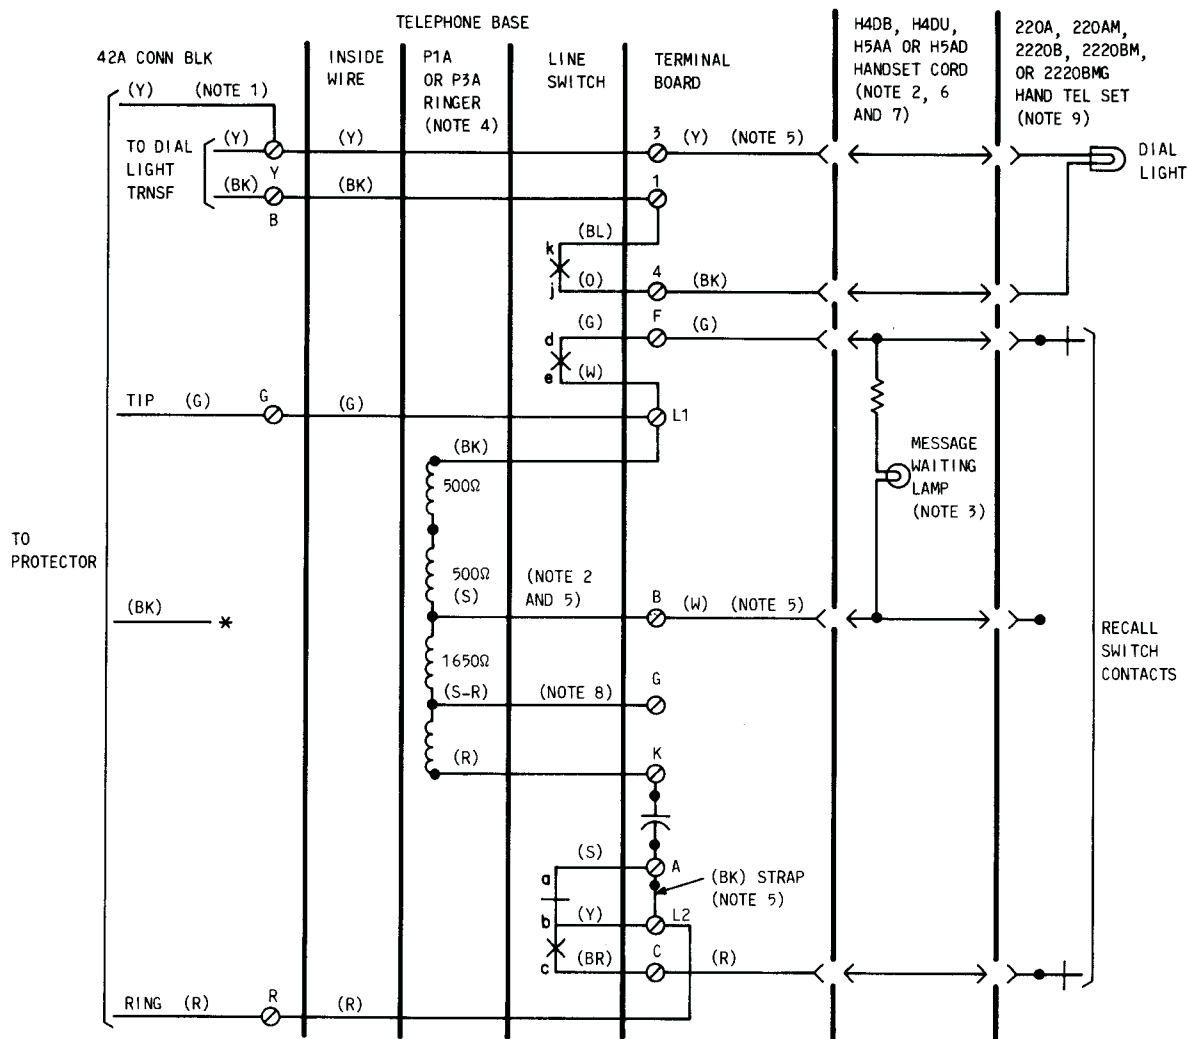 TELEPHONE BASE
42A CONN BLK
INSIDE
WIRE
P1A
OR P3A
RINGER
(NOTE 4)
LINE
SWITCH
TERMINAL
BOARD
H4DB, H4DU,
H5AA OR H5AD
HANDSET CORD
(NOTE 2, 6
AND 7)
220A, 220AM,
2220B, 2220BM,
OR 2220BMG
HAND TEL SET
(NOTE 9)
(Y) (NOTE 1)
TO DIAL
LIGHT
TRNSF
(Y)
Y
(Y)
3
(Y) (NOTE 5)
DIAL
LIGHT
(BK)
B
(BK)
1
(BL)
k
j
(O)
4
(BK)
(G)
F
(G)
d
e
(W)
TIP (G)
G
(G)
L1
(BK)
500Ω
MESSAGE
WAITING
LAMP
(NOTE 3)
TO
PROTECTOR
500Ω
(S)
(NOTE 2
AND 5)
B
(W) (NOTE 5)
(BK)
*
RECALL
SWITCH
CONTACTS
1650Ω
(S-R)
(NOTE 8)
G
(R)
K
(S)
A
a
(BK) STRAP
(NOTE 5)
b
(Y)
L2
c
(BR)
C
(R)
RING (R)
R
(R)